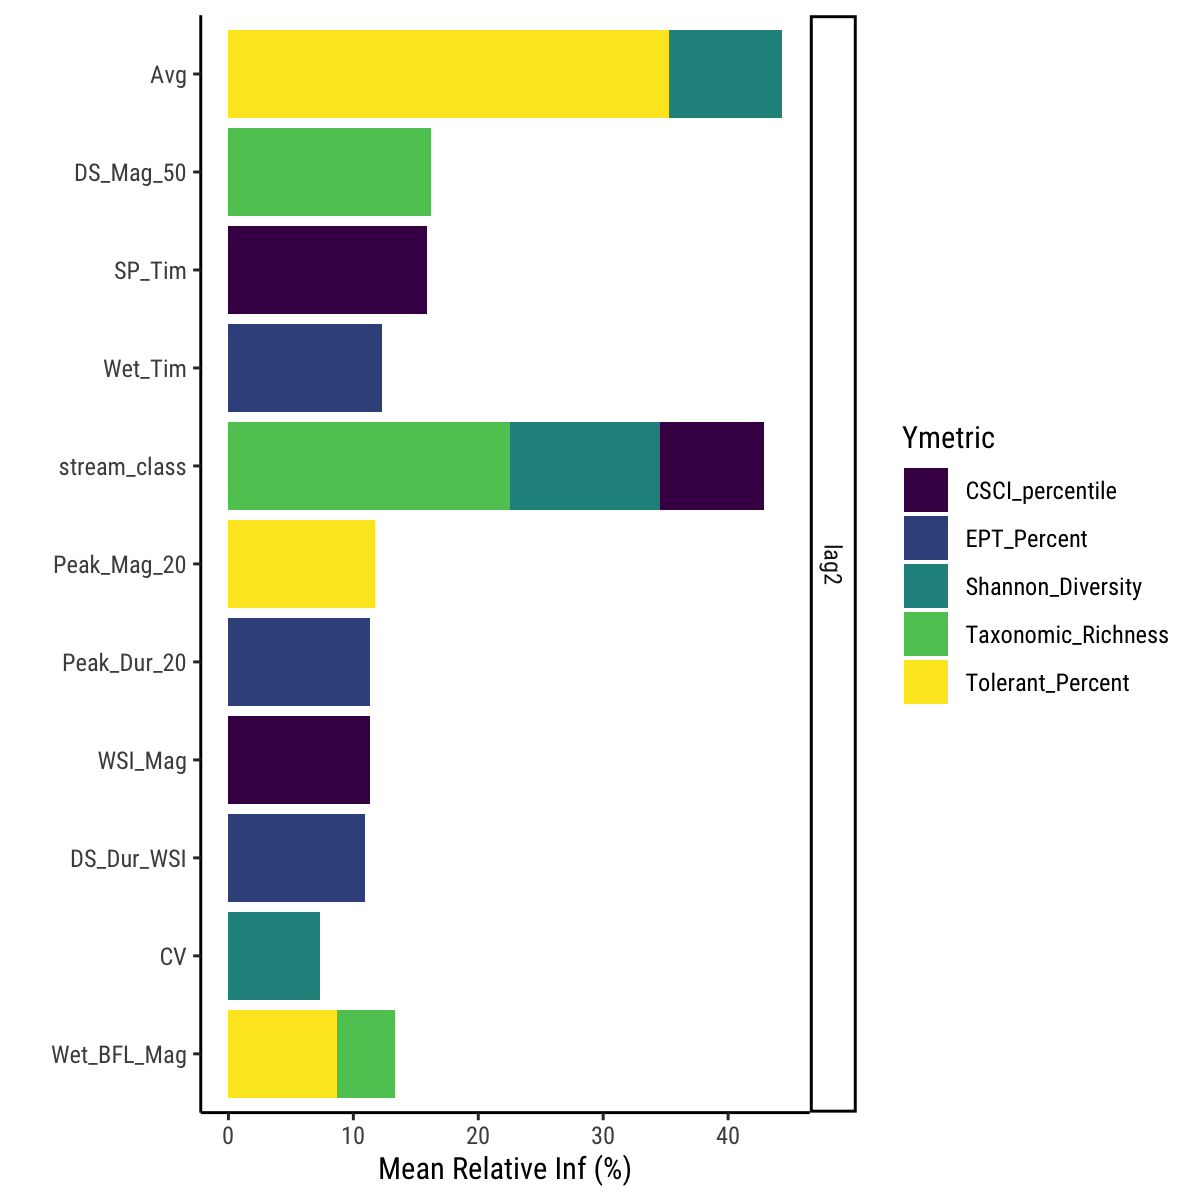 Avg
DS_Mag_50
SP_Tim
Wet_Tim
stream_class
Peak_Mag_20
Peak_Dur_20
WSI_Mag
DS_Dur_WSI
CV
Wet_BFL_Mag
0 10 20 30 40
Mean Relative Inf (%)
lag2
Ymetric
CSCI_percentile
EPT_Percent
Shannon_Diversity
Taxonomic_Richness
Tolerant_Percent